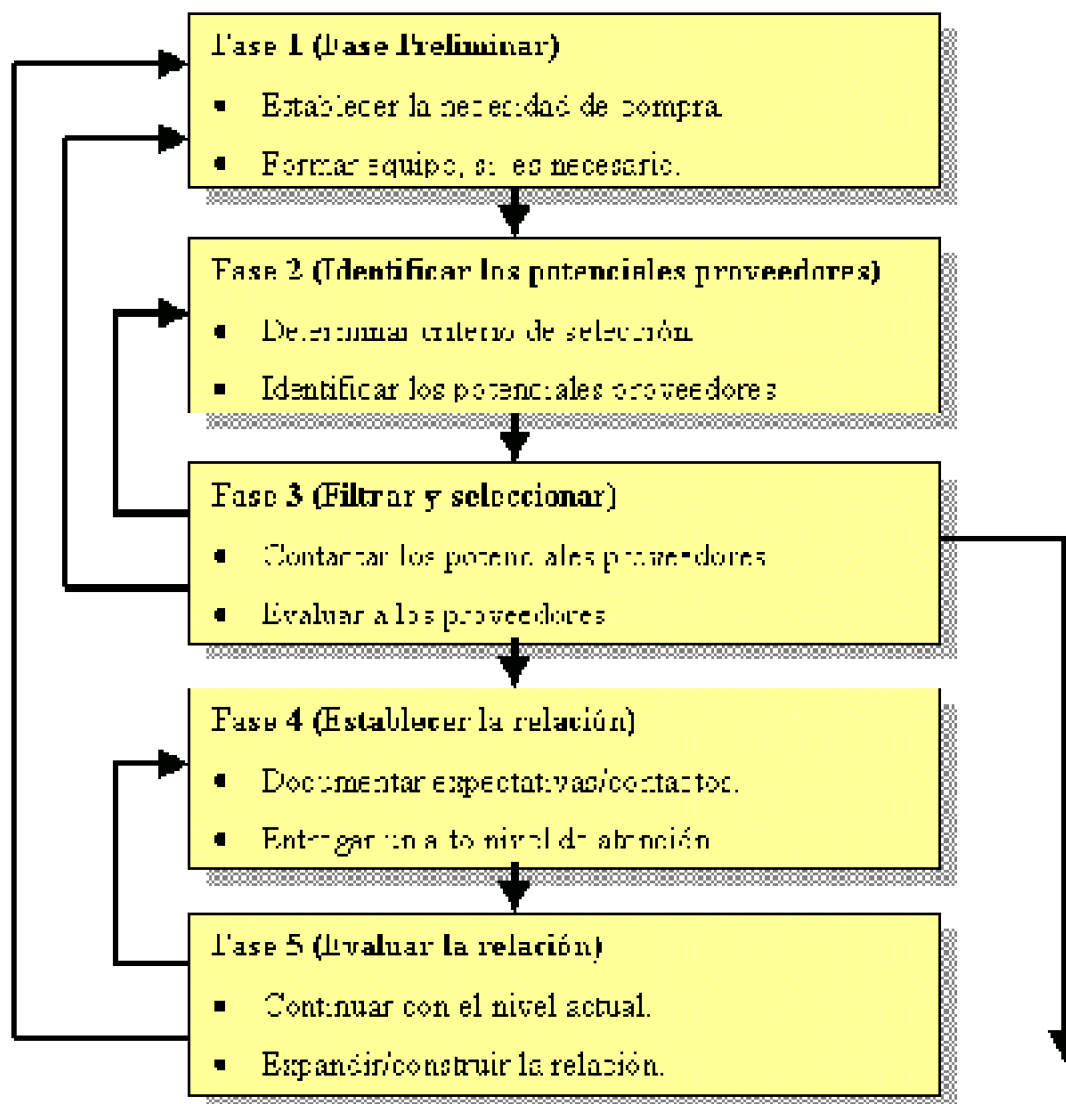 Fase 1 (Fase Preliminar)
▪ Establecer la necesidad de compra.
▪ Formar equipo, si es necesario.
Fase 2 (Identificar los potenciales proveedores)
▪ Determinar criterio de selección
▪ Identificar los potenciales proveedores
Fase 3 (Filtrar y seleccionar)
▪ Contactar los potenciales proveedores
▪ Evaluar a los proveedores
Fase 4 (Establecer la relación)
▪ Documentar expectativas/contactos.
▪ Entregar un alto nivel de atención
Fase 5 (Evaluar la relación)
▪ Continuar con el nivel actual.
▪ Expandir/construir la relación.